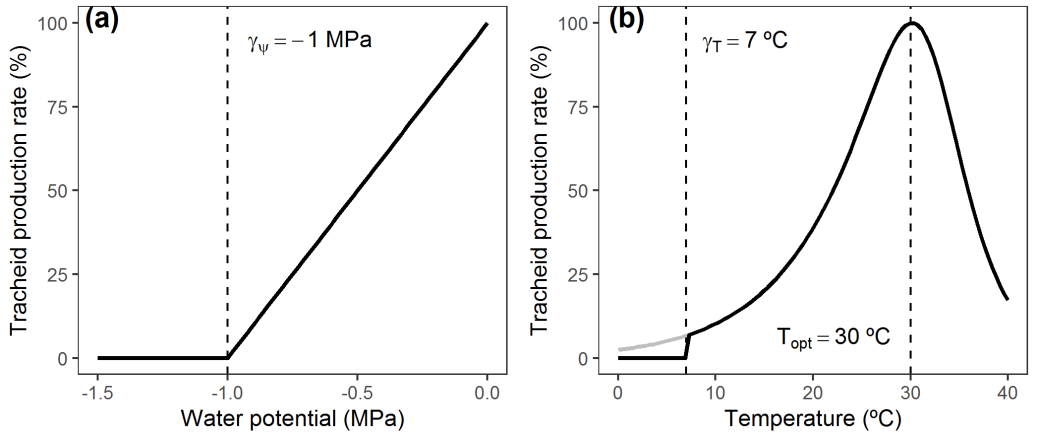 (a)
γψ = −1 MPa
Tracheid production rate (%)
100
75
50
25
0
-1.5
-1.0
-0.5
0.0
Water potential (MPa)
(b)
γT = 7 ºC
Tracheid production rate (%)
100
75
50
25
0
Topt = 30 ºC
0
10
20
30
40
Temperature (ºC)